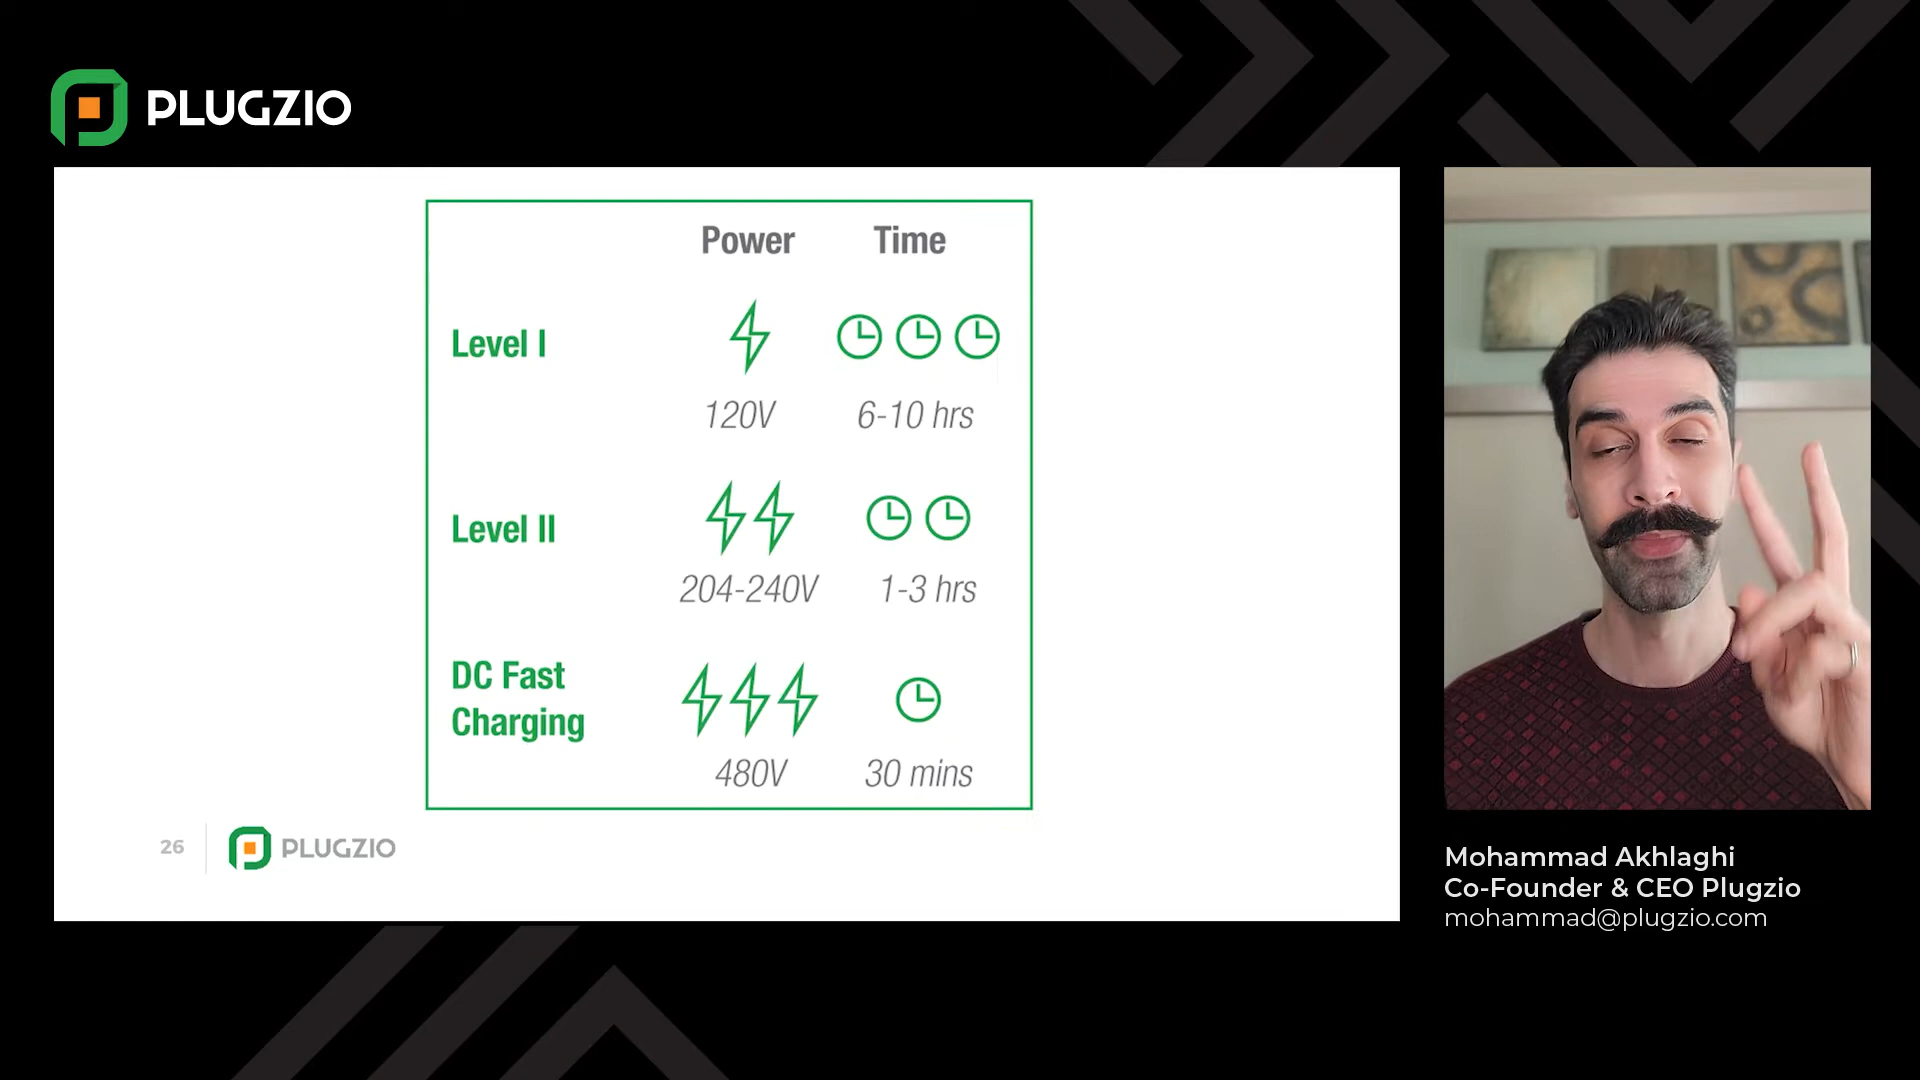 PLUGZIO
Power Time
Level I
120V 6-10 hrs
Level II
204-240V 1-3 hrs
DC Fast
Charging
480V 30 mins
26 PLUGZIO
Mohammad Akhlaghi
Co-Founder & CEO Plugzio
mohammad@plugzio.com